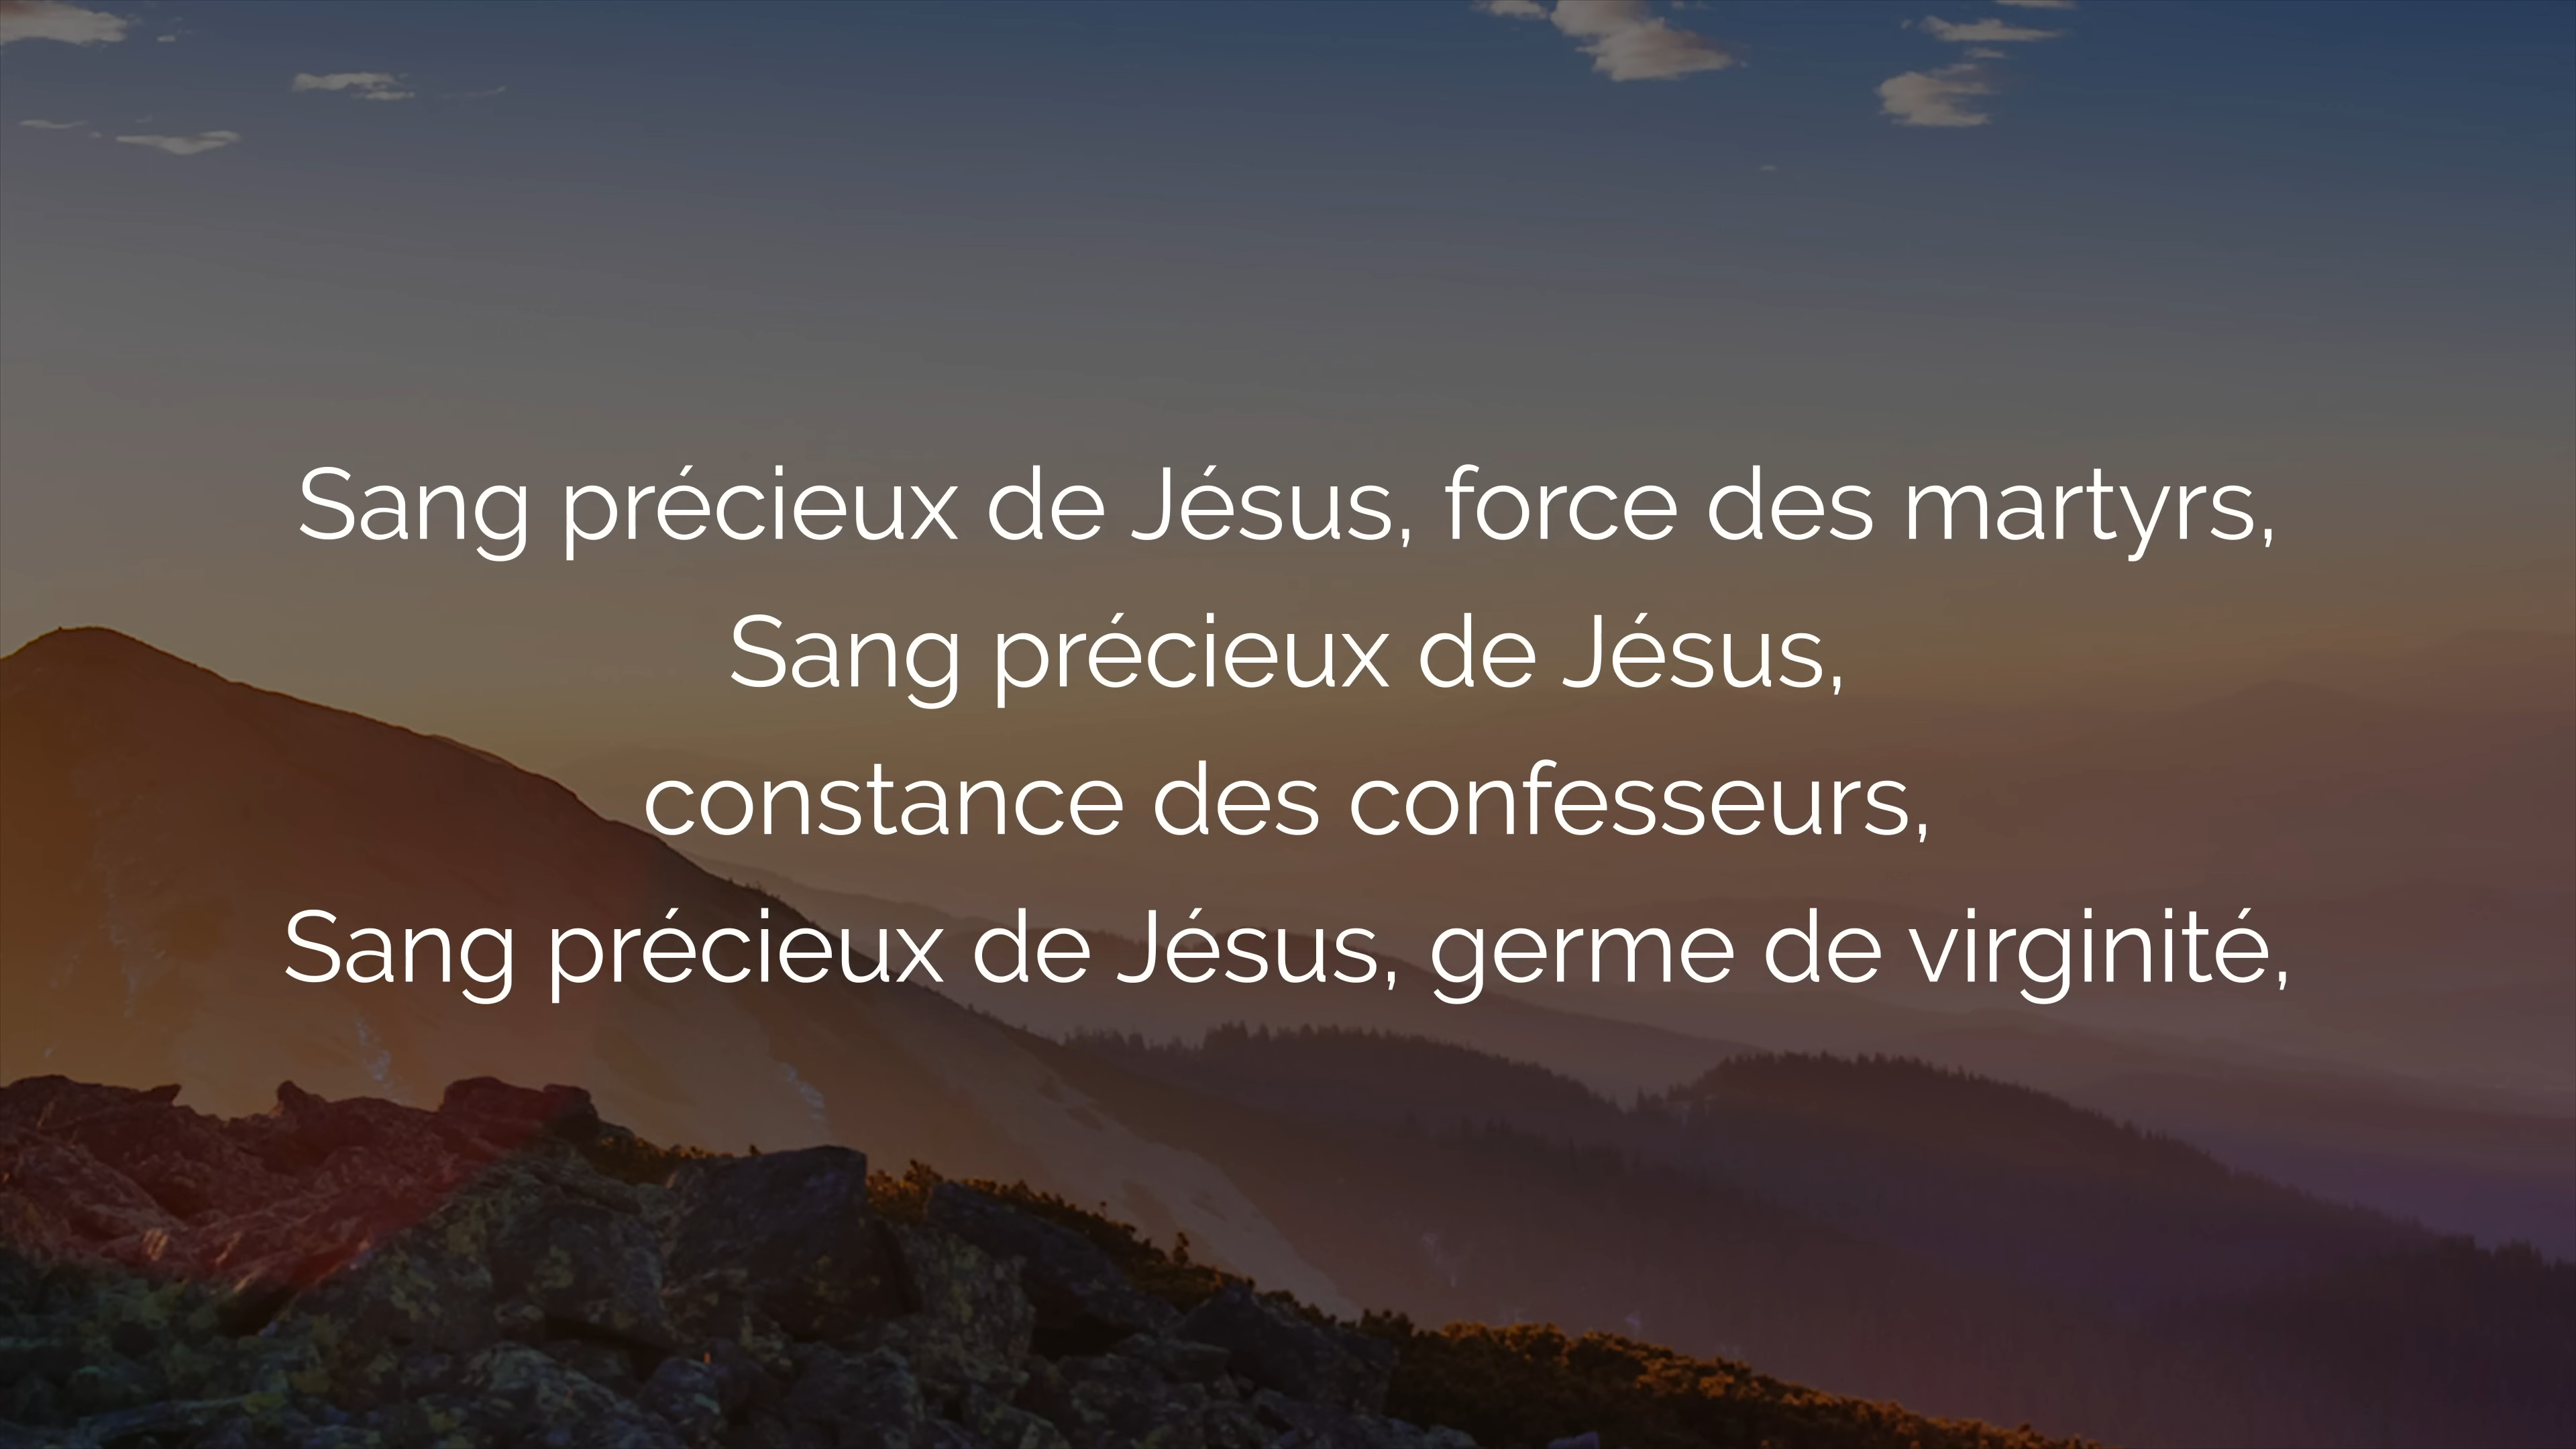 Sang précieux de Jésus, force des martyrs,
Sang précieux de Jésus,
constance des confesseurs,
Sang précieux de Jésus, germe de virginité,